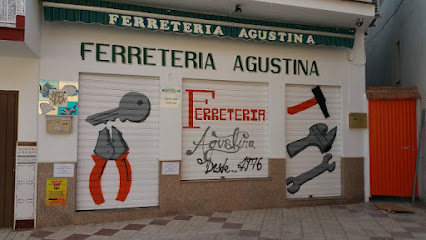 FERRETERIA AGUSTINA
FERRETERIA AGUSTINA
FERRETERIA
Agustina
Desde... 1976